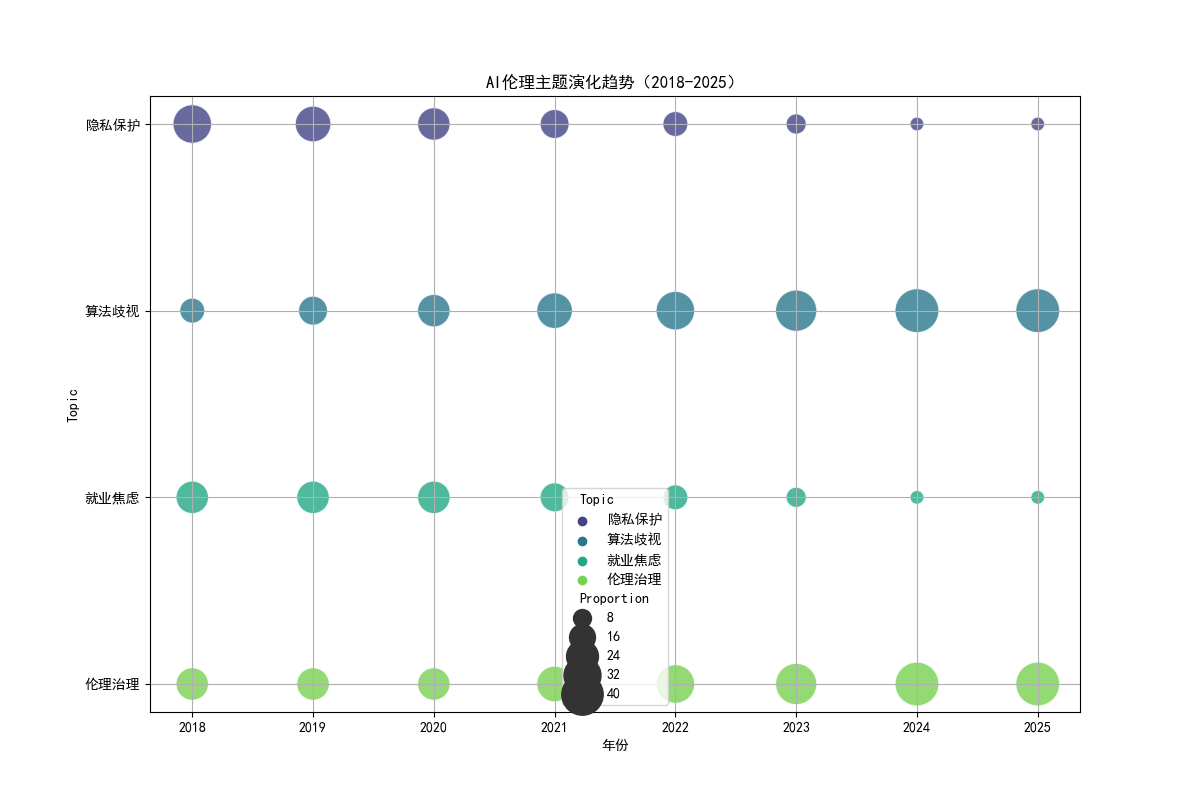 AI伦理主题演化趋势（2018-2025）
隐私保护
算法歧视
Topic
就业焦虑
伦理治理
Topic
隐私保护
算法歧视
就业焦虑
伦理治理
Proportion
8
16
24
32
40
2018 2019 2020 2021 2022 2023 2024 2025
年份